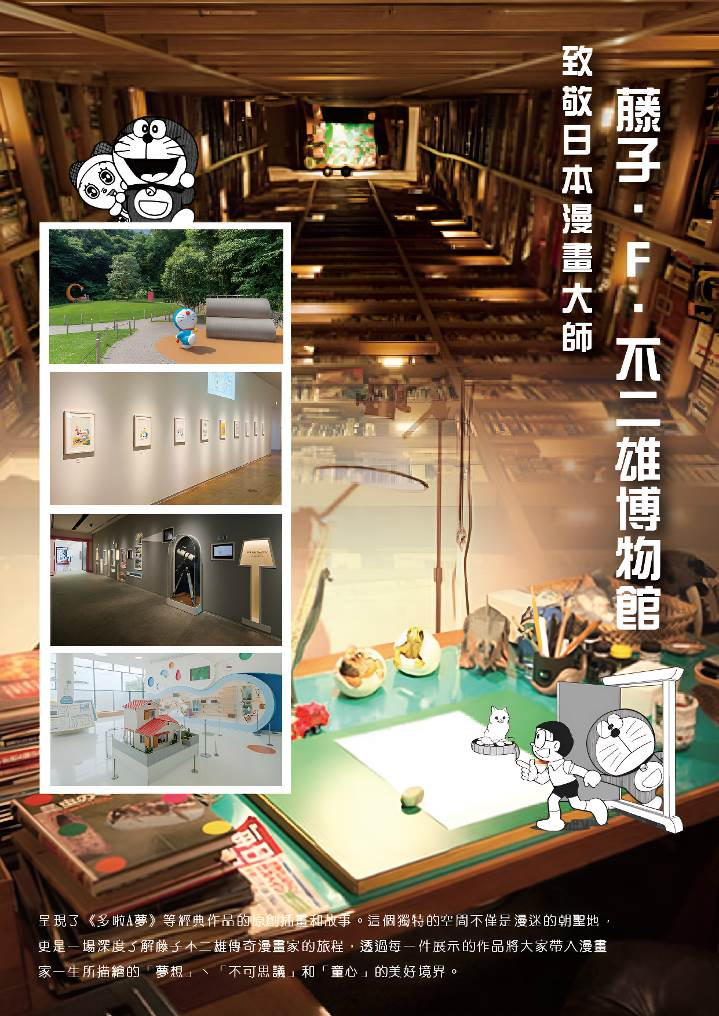 藤子·F·不二雄博物館
致敬日本漫畫大師
呈現了《多啦A夢》等經典作品的原創插畫和故事。這個獨特的空間不僅是漫迷的朝聖地，
更是一場深度了解藤子不二雄傳奇漫畫家的旅程，透過每一件展示的作品將大家帶入漫畫
家一生所描繪的「夢想」、「不可思議」和「童心」的美好境界。